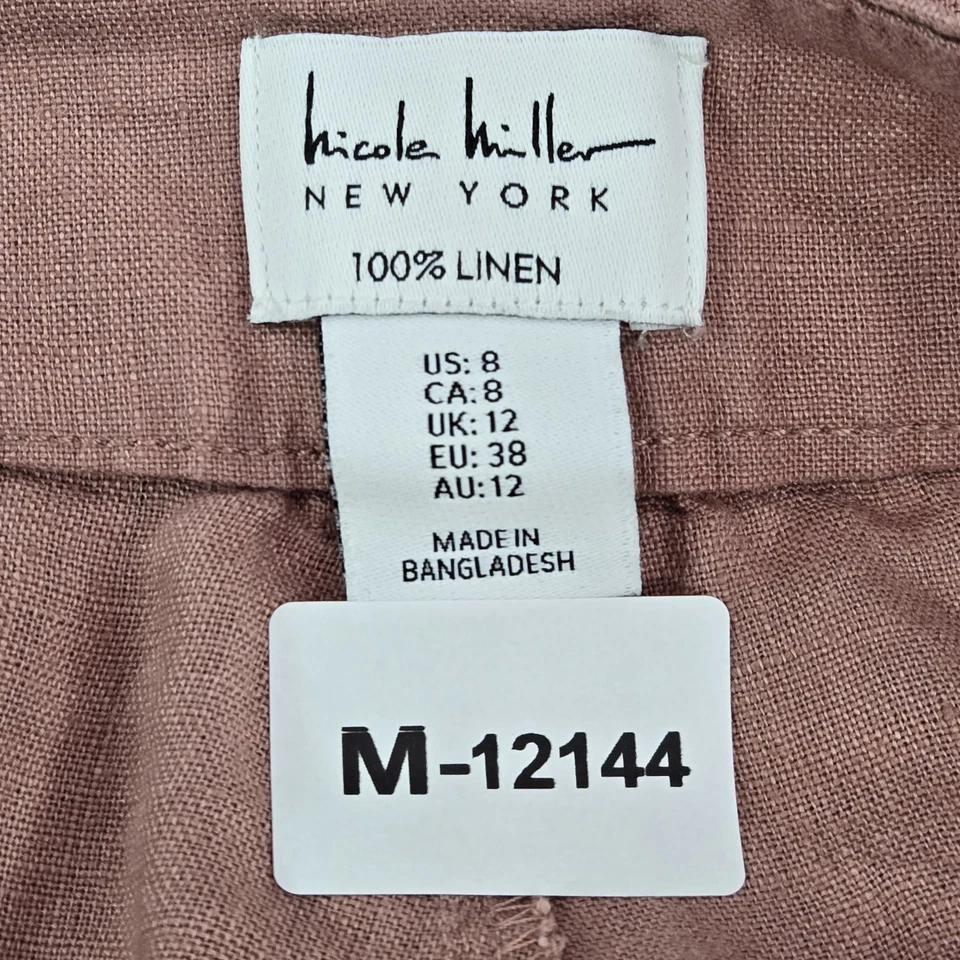 Nicole Miller
NEW YORK
100% LINEN
US: 8
CA: 8
UK: 12
EU: 38
AU: 12
MADE IN
BANGLADESH
M-12144